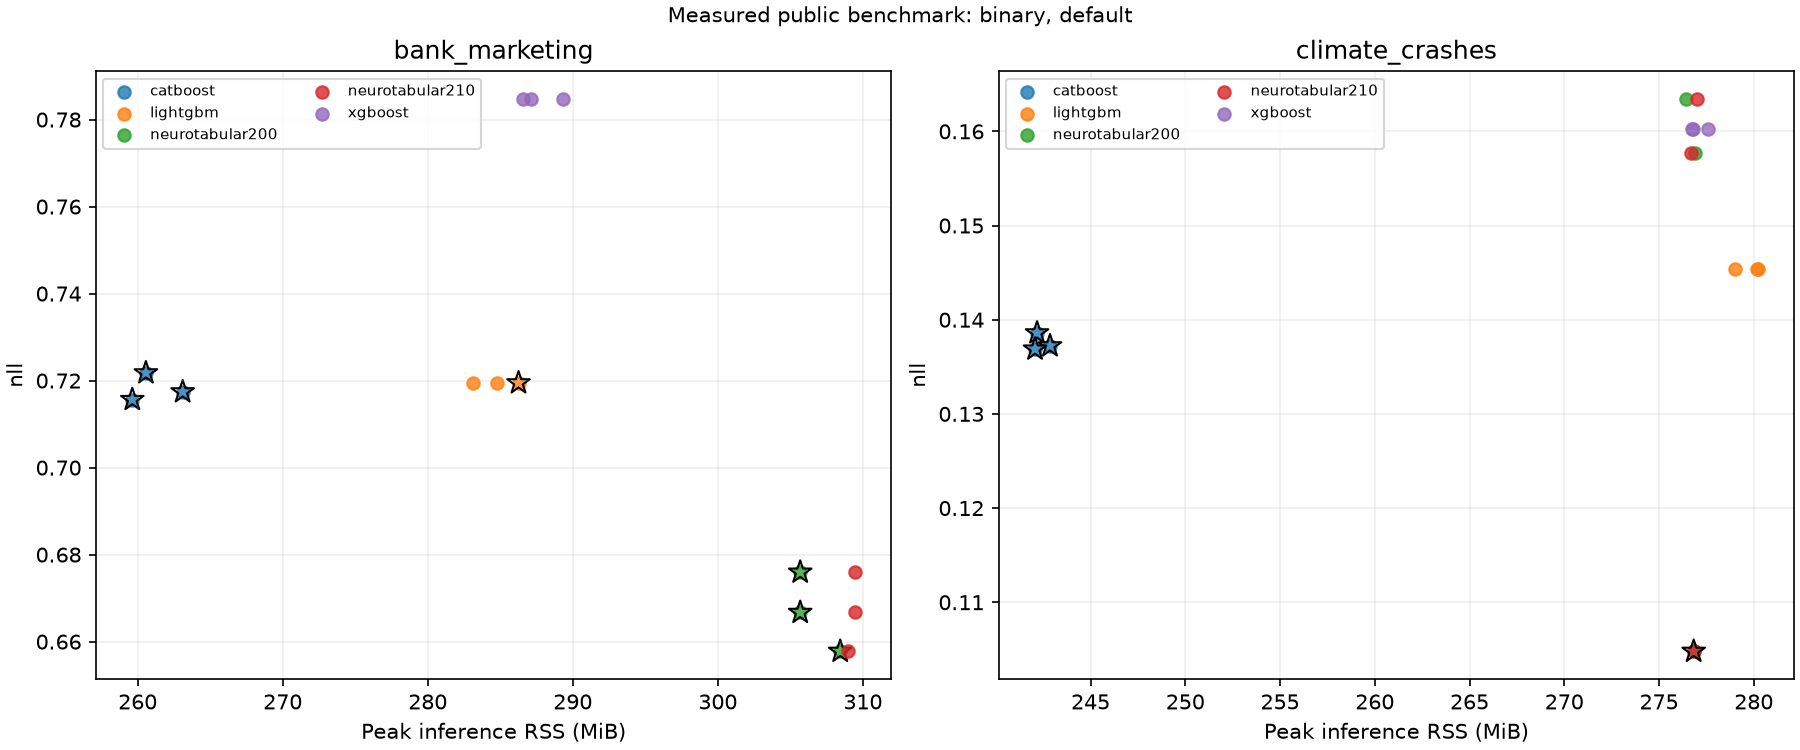 Measured public benchmark: binary, default
bank_marketing
catboost
lightgbm
neurotabular200
neurotabular210
xgboost
nll
0.78
0.76
0.74
0.72
0.70
0.68
0.66
260
270
280
290
300
310
Peak inference RSS (MiB)
climate_crashes
catboost
lightgbm
neurotabular200
neurotabular210
xgboost
nll
0.16
0.15
0.14
0.13
0.12
0.11
245
250
255
260
265
270
275
280
Peak inference RSS (MiB)